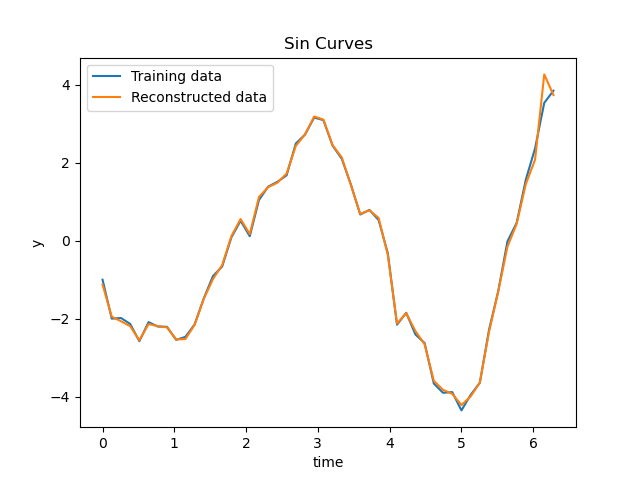 Sin Curves
Training data
Reconstructed data
4
2
0
−2
−4
y
0 1 2 3 4 5 6
time